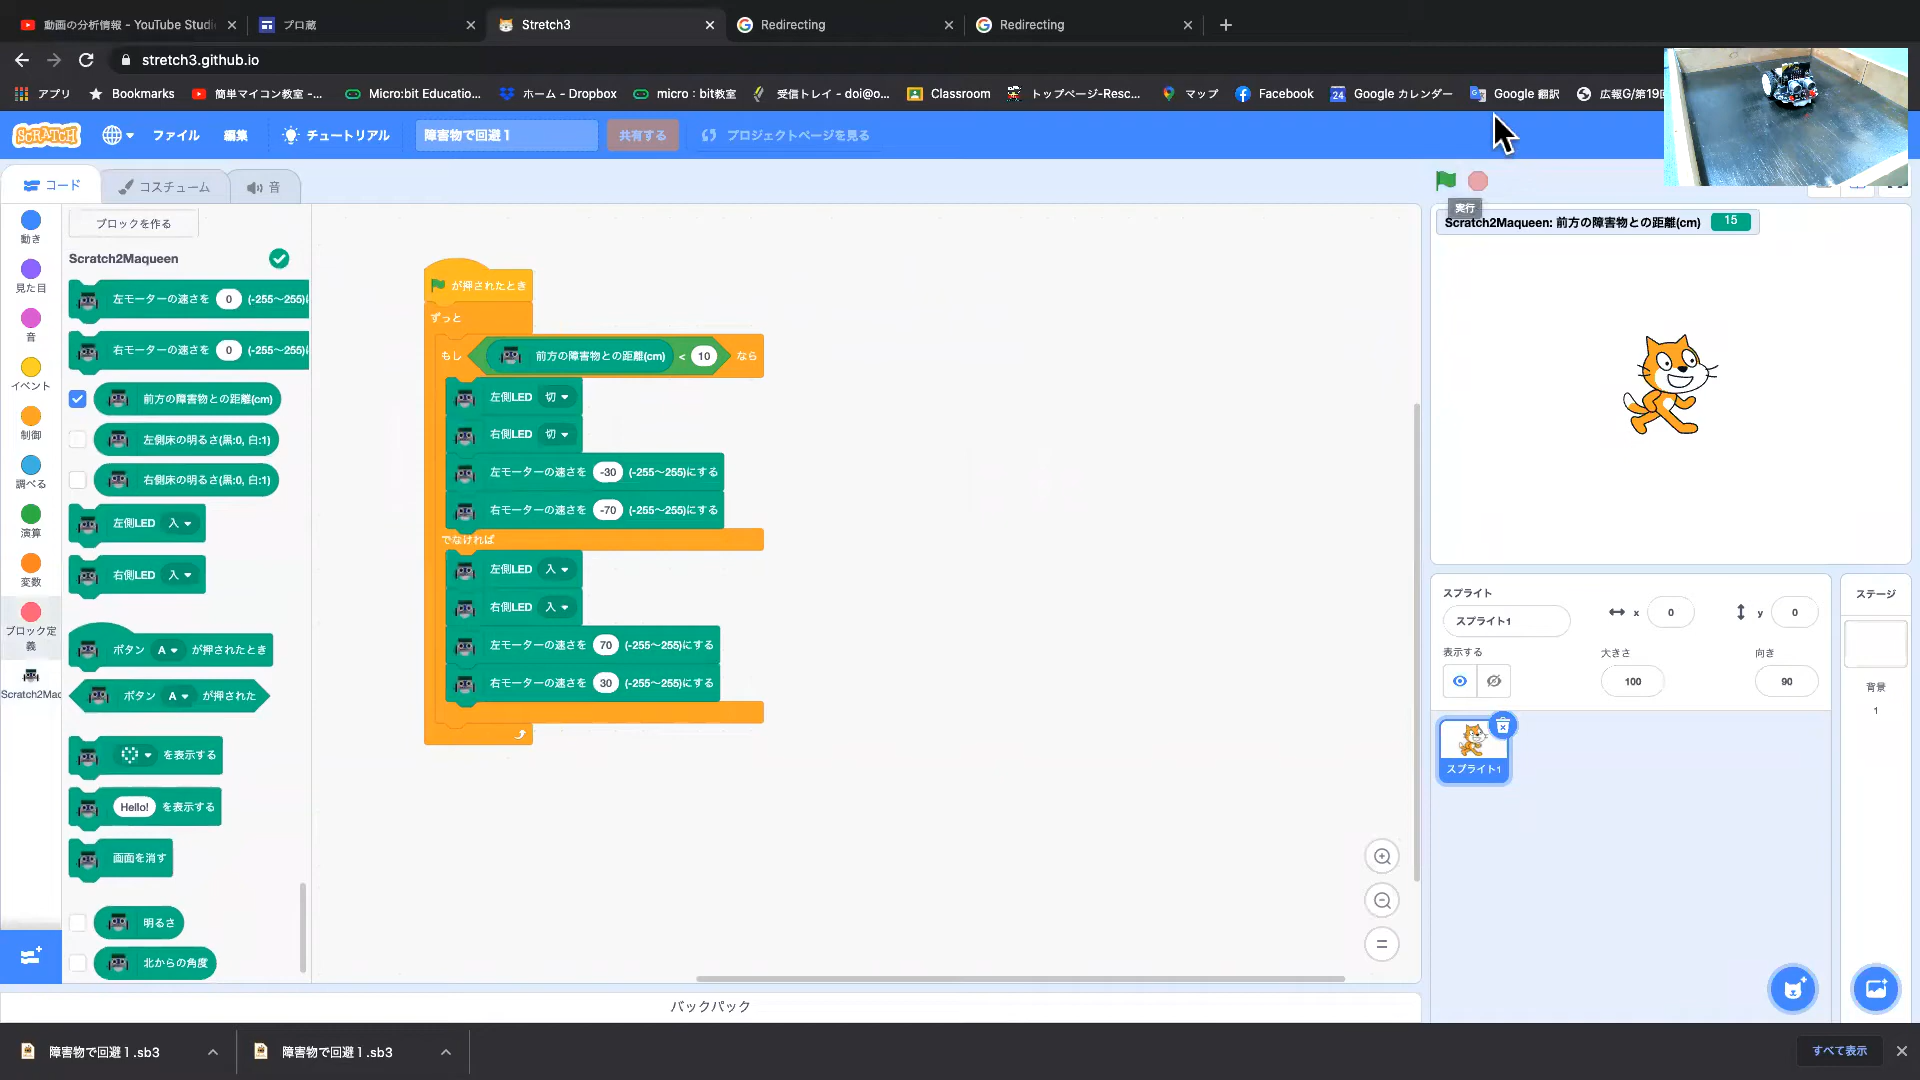 動画の分析情報 - YouTube Studi
プロ蔵
Stretch3
Redirecting
Redirecting
stretch3.github.io
アプリ
Bookmarks
簡単マイコン教室 -...
Micro:bit Educatio...
ホーム - Dropbox
micro：bit教室
受信トレイ - doi@o...
Classroom
トップページ-Resc...
マップ
Facebook
Google カレンダー
Google 翻訳
広報G/第19回
SCRATCH
ファイル
編集
チュートリアル
障害物で回避１
共有する
プロジェクトページを見る
コード
コスチューム
音
実行
動き
見た目
音
イベント
制御
調べる
演算
変数
ブロック定義
Scratch2Mac
ブロックを作る
Scratch2Maqueen
左モーターの速さを 0 (-255～255)に
右モーターの速さを 0 (-255～255)に
前方の障害物との距離(cm)
左側床の明るさ(黒:0, 白:1)
右側床の明るさ(黒:0, 白:1)
左側LED 入
右側LED 入
ボタン A が押されたとき
ボタン A が押された
を表示する
Hello! を表示する
画面を消す
明るさ
北からの角度
が押されたとき
ずっと
もし 前方の障害物との距離(cm) < 10 なら
左側LED 切
右側LED 切
左モーターの速さを -30 (-255～255)にする
右モーターの速さを -70 (-255～255)にする
でなければ
左側LED 入
右側LED 入
左モーターの速さを 70 (-255～255)にする
右モーターの速さを 30 (-255～255)にする
Scratch2Maqueen: 前方の障害物との距離(cm) 15
スプライト
スプライト1
x 0
y 0
表示する
大きさ
100
向き
90
スプライト1
ステージ
背景
1
バックパック
障害物で回避１.sb3
障害物で回避１.sb3
すべて表示